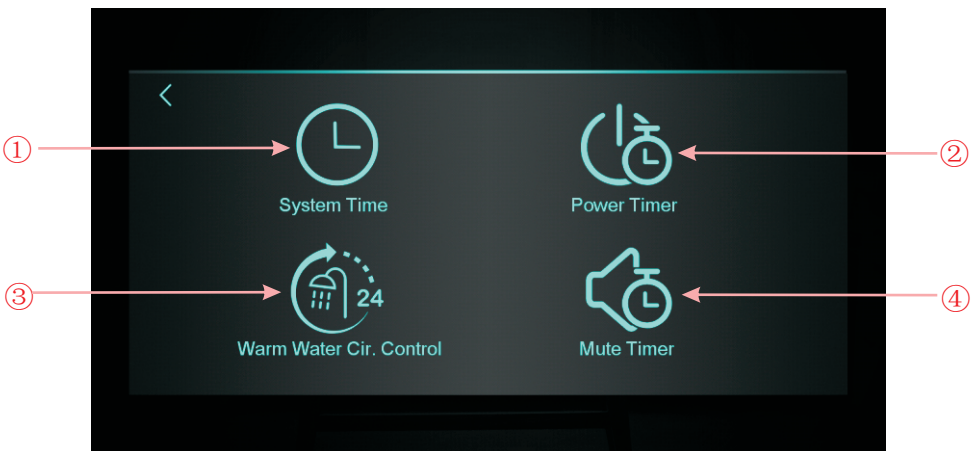 ①
System Time
②
Power Timer
③
24
Warm Water Cir. Control
④
Mute Timer